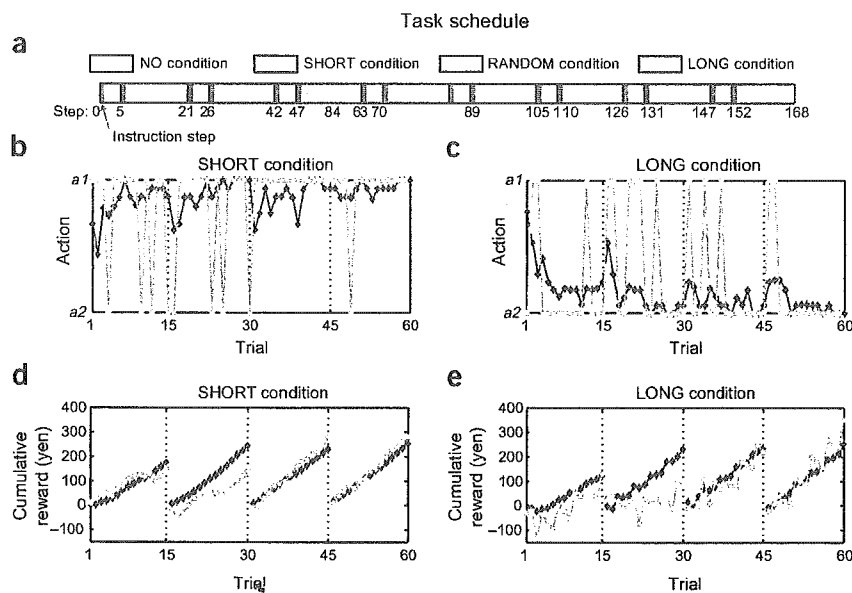 Task schedule
a
NO condition SHORT condition RANDOM condition LONG condition
Step: 0 5 21 26 42 47 84 63 70 89 105 110 126 131 147 152 168
Instruction step
b
SHORT condition
a1
Action
a2
1 15 30 45 60
Trial
c
LONG condition
a1
Action
a2
1 15 30 45 60
Trial
d
SHORT condition
400
300
200
100
0
–100
Cumulative
reward (yen)
1 15 30 45 60
Trial
e
LONG condition
400
300
200
100
0
–100
Cumulative
reward (yen)
1 15 30 45 60
Trial